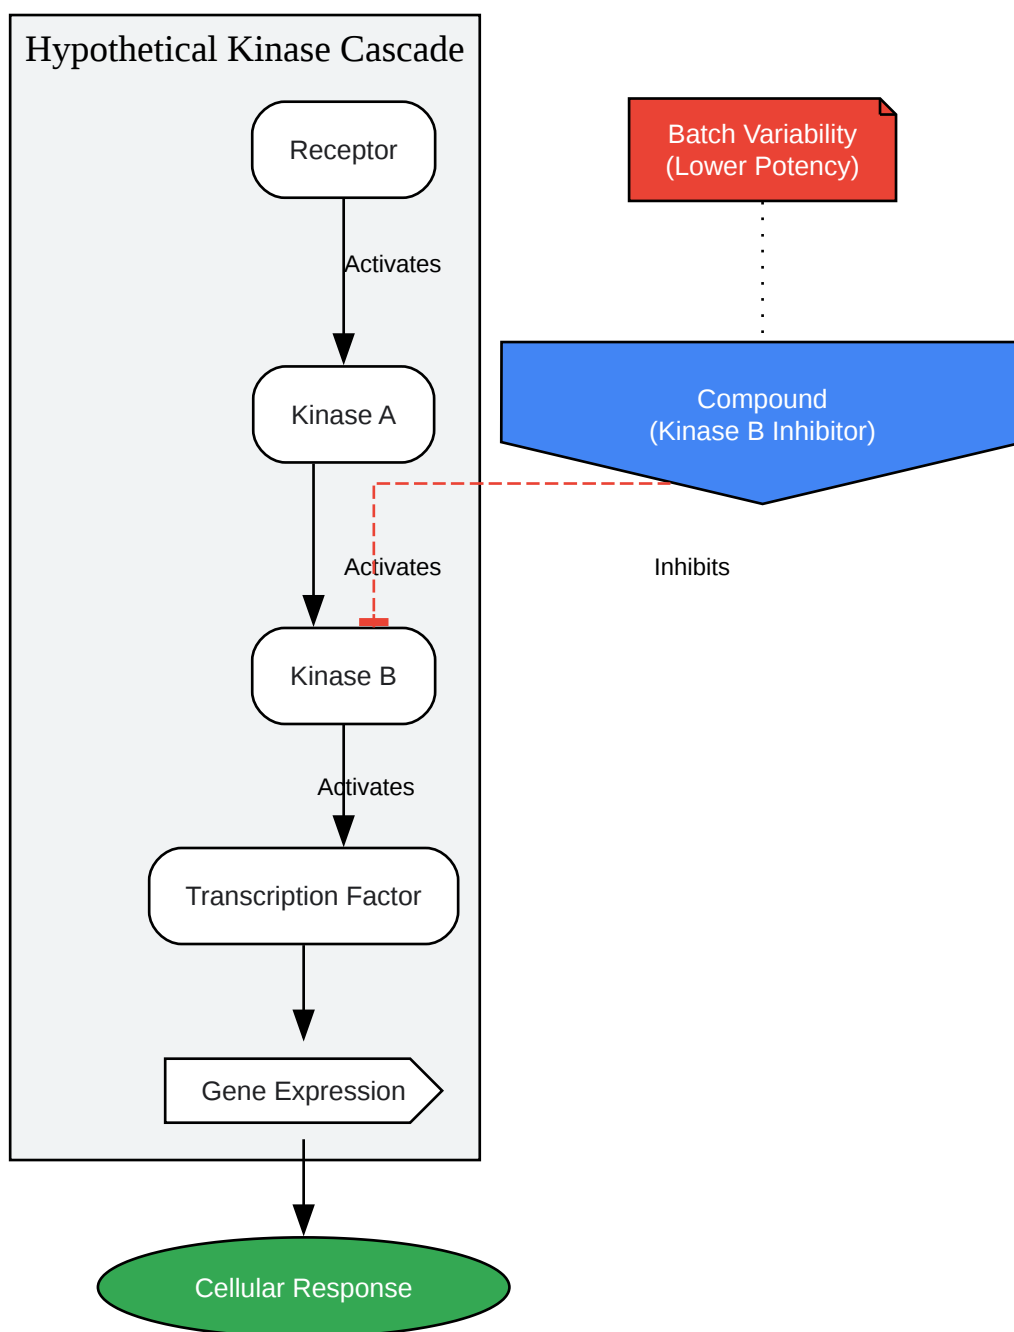 Hypothetical Kinase Cascade
Receptor
Batch Variability
(Lower Potency)
Activates
Kinase A
Compound
(Kinase B Inhibitor)
Activates
Inhibits
Kinase B
Activates
Transcription Factor
Gene Expression
Cellular Response